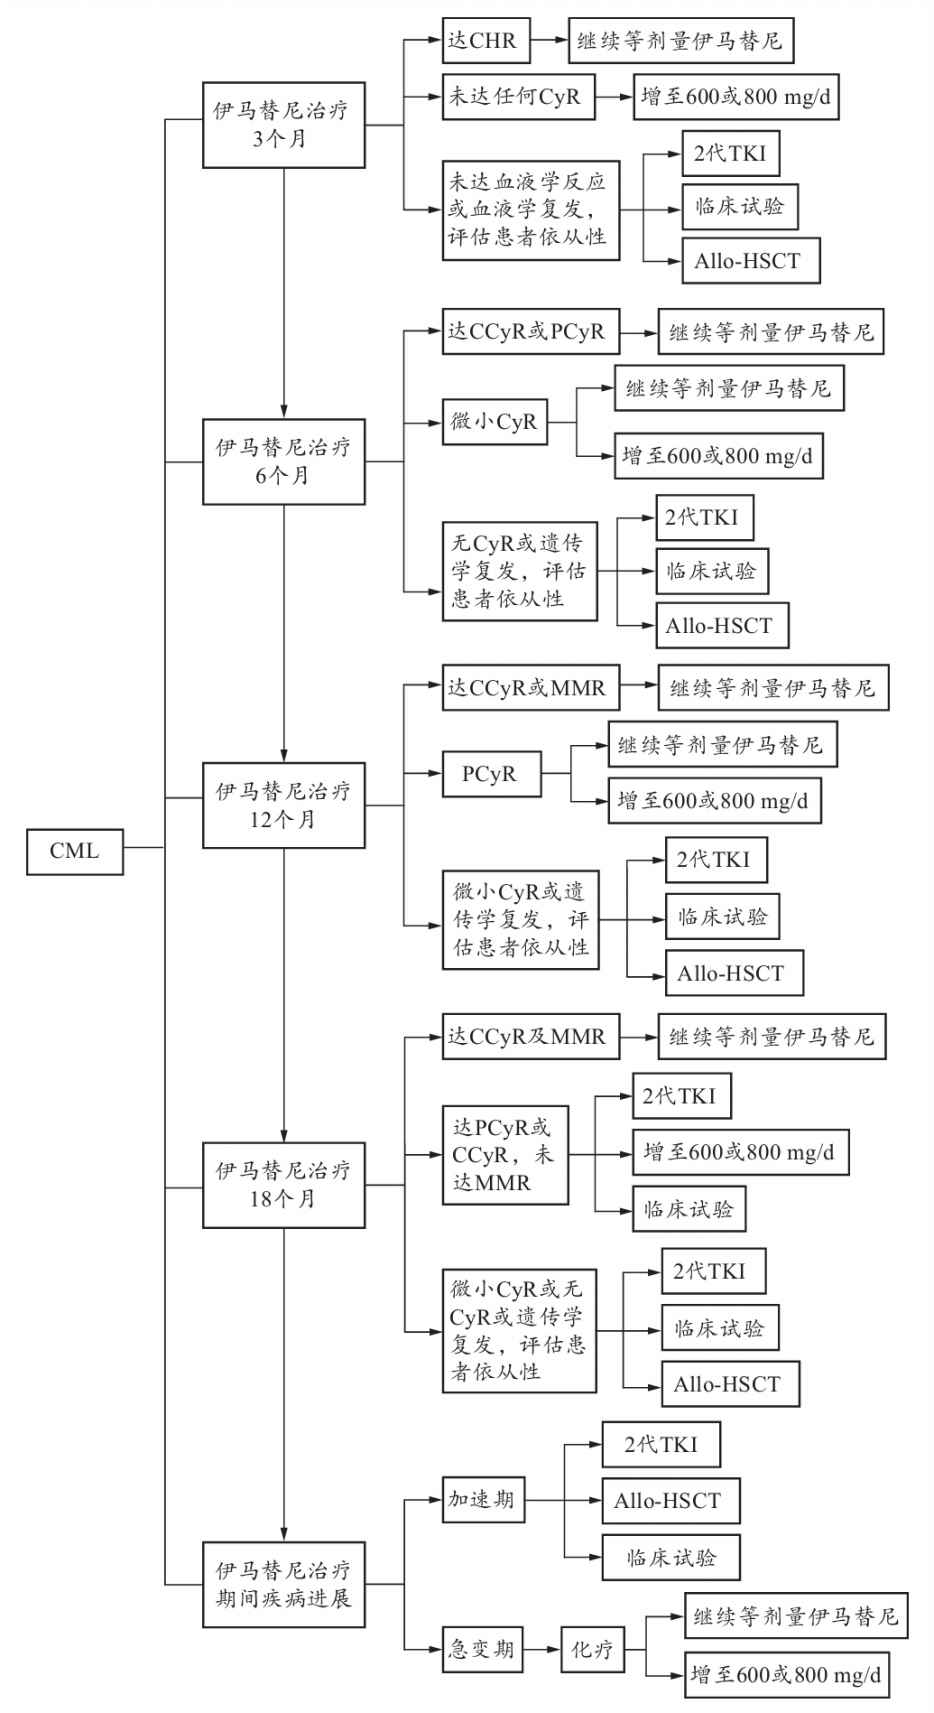 CML
伊马替尼治疗
3个月
达CHR
继续等剂量伊马替尼
未达任何CyR
增至600或800 mg/d
未达血液学反应
或血液学复发，
评估患者依从性
2代TKI
临床试验
Allo-HSCT
伊马替尼治疗
6个月
达CCyR或PCyR
继续等剂量伊马替尼
微小CyR
继续等剂量伊马替尼
增至600或800 mg/d
无CyR或遗传
学复发，评估
患者依从性
2代TKI
临床试验
Allo-HSCT
伊马替尼治疗
12个月
达CCyR或MMR
继续等剂量伊马替尼
PCyR
继续等剂量伊马替尼
增至600或800 mg/d
微小CyR或遗
传学复发，评
估患者依从性
2代TKI
临床试验
Allo-HSCT
伊马替尼治疗
18个月
达CCyR及MMR
继续等剂量伊马替尼
达PCyR或
CCyR，未
达MMR
2代TKI
增至600或800 mg/d
临床试验
微小CyR或无
CyR或遗传学
复发，评估患
者依从性
2代TKI
临床试验
Allo-HSCT
伊马替尼治疗
期间疾病进展
加速期
2代TKI
Allo-HSCT
临床试验
急变期
化疗
继续等剂量伊马替尼
增至600或800 mg/d